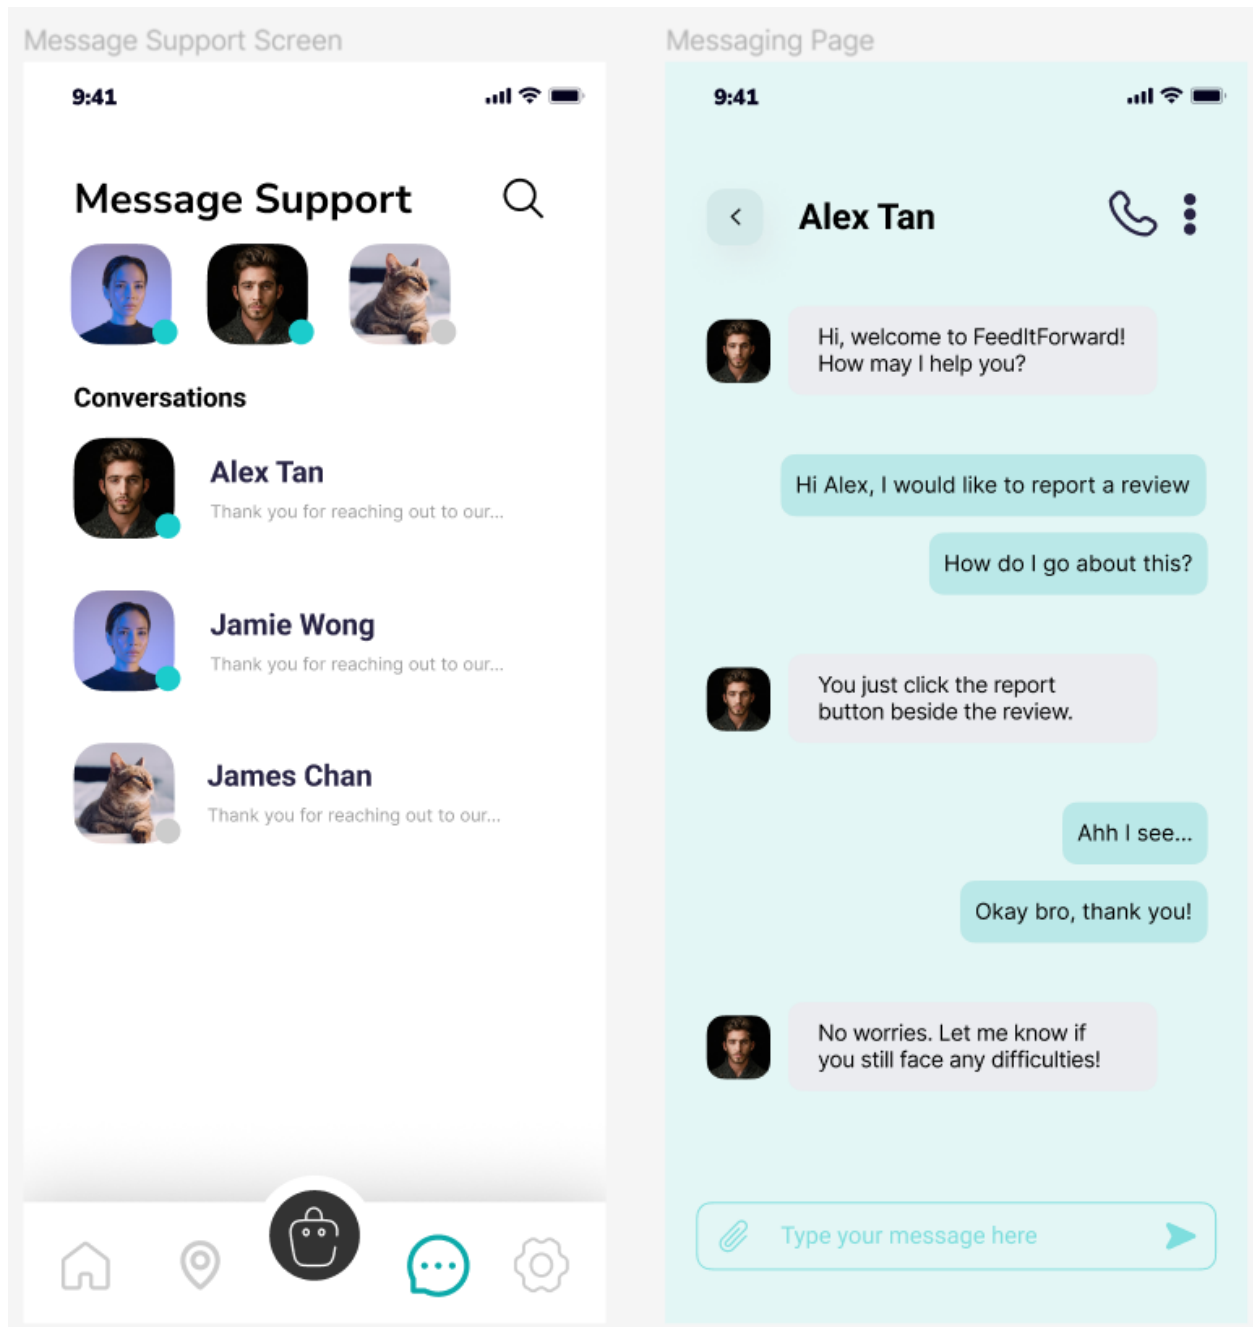 Message Support Screen
9:41
Message Support
Conversations
Alex Tan
Thank you for reaching out to our...
Jamie Wong
Thank you for reaching out to our...
James Chan
Thank you for reaching out to our...
Messaging Page
9:41
Alex Tan
Hi, welcome to FeedItForward!
How may I help you?
Hi Alex, I would like to report a review
How do I go about this?
You just click the report
button beside the review.
Ahh I see...
Okay bro, thank you!
No worries. Let me know if
you still face any difficulties!
Type your message here